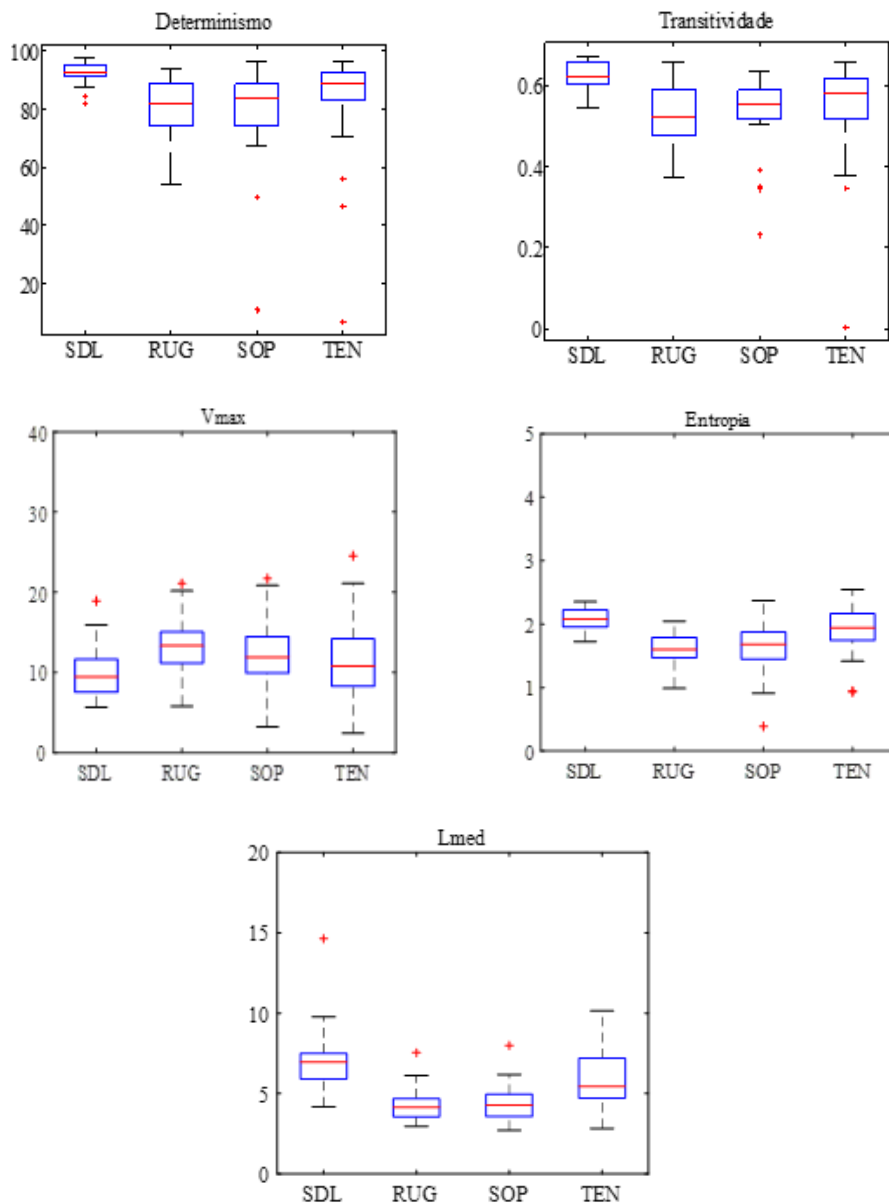 Determinismo
100
80
60
40
20
SDL RUG SOP TEN
Transitividade
0.6
0.4
0.2
0
SDL RUG SOP TEN
Vmax
40
30
20
10
0
SDL RUG SOP TEN
Entropia
5
4
3
2
1
0
SDL RUG SOP TEN
Lmed
20
15
10
5
0
SDL RUG SOP TEN